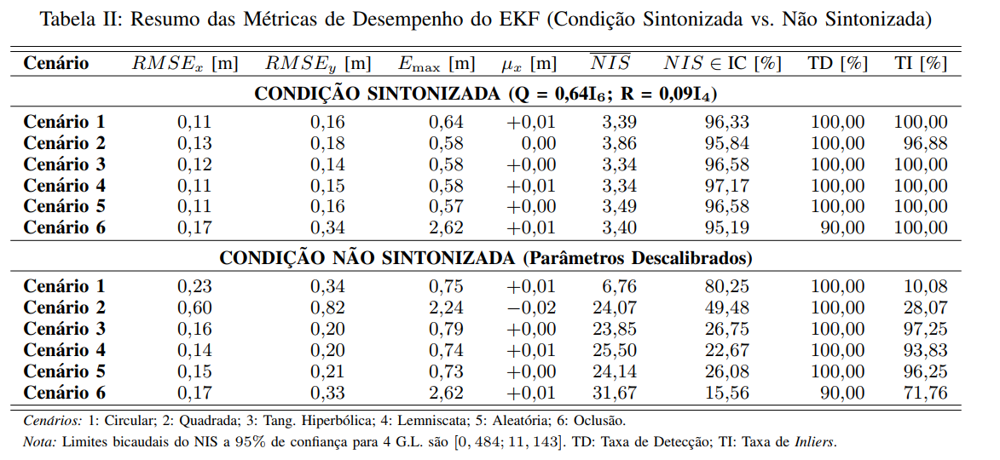 Tabela II: Resumo das Métricas de Desempenho do EKF (Condição Sintonizada vs. Não Sintonizada)
Cenário RMSEx [m] RMSEy [m] Emax [m] μx [m] N̅I̅S̅ NIS ∈ IC [%] TD [%] TI [%]
CONDIÇÃO SINTONIZADA (Q = 0,64I6; R = 0,09I4)
Cenário 1 0,11 0,16 0,64 +0,01 3,39 96,33 100,00 100,00
Cenário 2 0,13 0,18 0,58 0,00 3,86 95,84 100,00 96,88
Cenário 3 0,12 0,14 0,58 +0,00 3,34 96,58 100,00 100,00
Cenário 4 0,11 0,15 0,58 +0,01 3,34 97,17 100,00 100,00
Cenário 5 0,11 0,16 0,57 +0,00 3,49 96,58 100,00 100,00
Cenário 6 0,17 0,34 2,62 +0,01 3,40 95,19 90,00 100,00
CONDIÇÃO NÃO SINTONIZADA (Parâmetros Descalibrados)
Cenário 1 0,23 0,34 0,75 +0,01 6,76 80,25 100,00 10,08
Cenário 2 0,60 0,82 2,24 −0,02 24,07 49,48 100,00 28,07
Cenário 3 0,16 0,20 0,79 +0,00 23,85 26,75 100,00 97,25
Cenário 4 0,14 0,20 0,74 +0,01 25,50 22,67 100,00 93,83
Cenário 5 0,15 0,21 0,73 +0,00 24,14 26,08 100,00 96,25
Cenário 6 0,17 0,33 2,62 +0,01 31,67 15,56 90,00 71,76
Cenários: 1: Circular; 2: Quadrada; 3: Tang. Hiperbólica; 4: Lemniscata; 5: Aleatória; 6: Oclusão.
Nota: Limites bicaudais do NIS a 95% de confiança para 4 G.L. são [0, 484; 11, 143]. TD: Taxa de Detecção; TI: Taxa de Inliers.